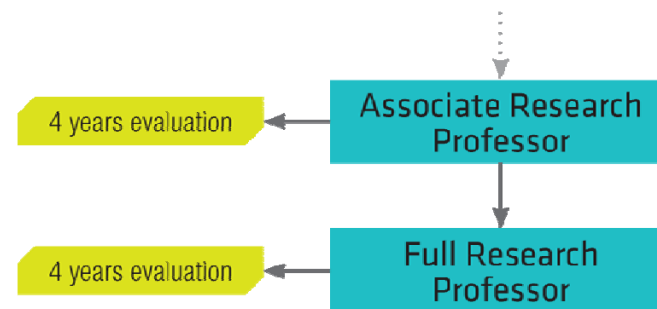 Associate Research
Professor
4 years evaluation
Full Research
Professor
4 years evaluation